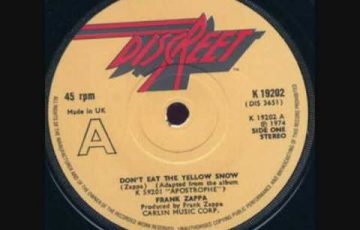 DISCREET
45 rpm
Made in UK
A
K 19202
(DIS 3651)
K 19202 A
℗ 1974
SIDE ONE
STEREO
DON'T EAT THE YELLOW SNOW
(Zappa) (Adapted from the album
K 59201 "APOSTROPHE")
FRANK ZAPPA
Produced by Frank Zappa
CARLIN MUSIC CORP.